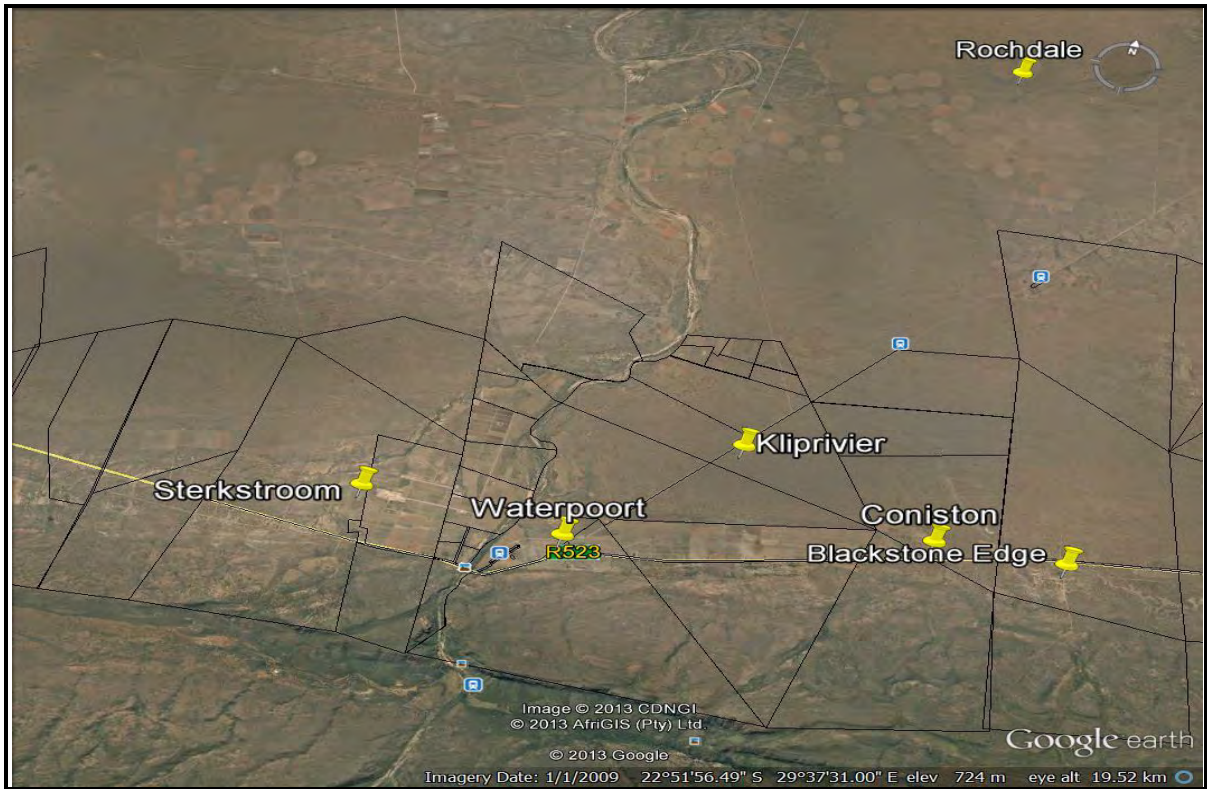 Rochdale
N
Kliprivier
Sterkstroom
Waterpoort
Coniston
R523
Blackstone Edge
Image © 2013 CDNGI
© 2013 AfriGIS (Pty) Ltd.
© 2013 Google
Google earth
Imagery Date: 1/1/2009 22°51'56.49" S 29°37'31.00" E elev 724 m eye alt 19.52 km